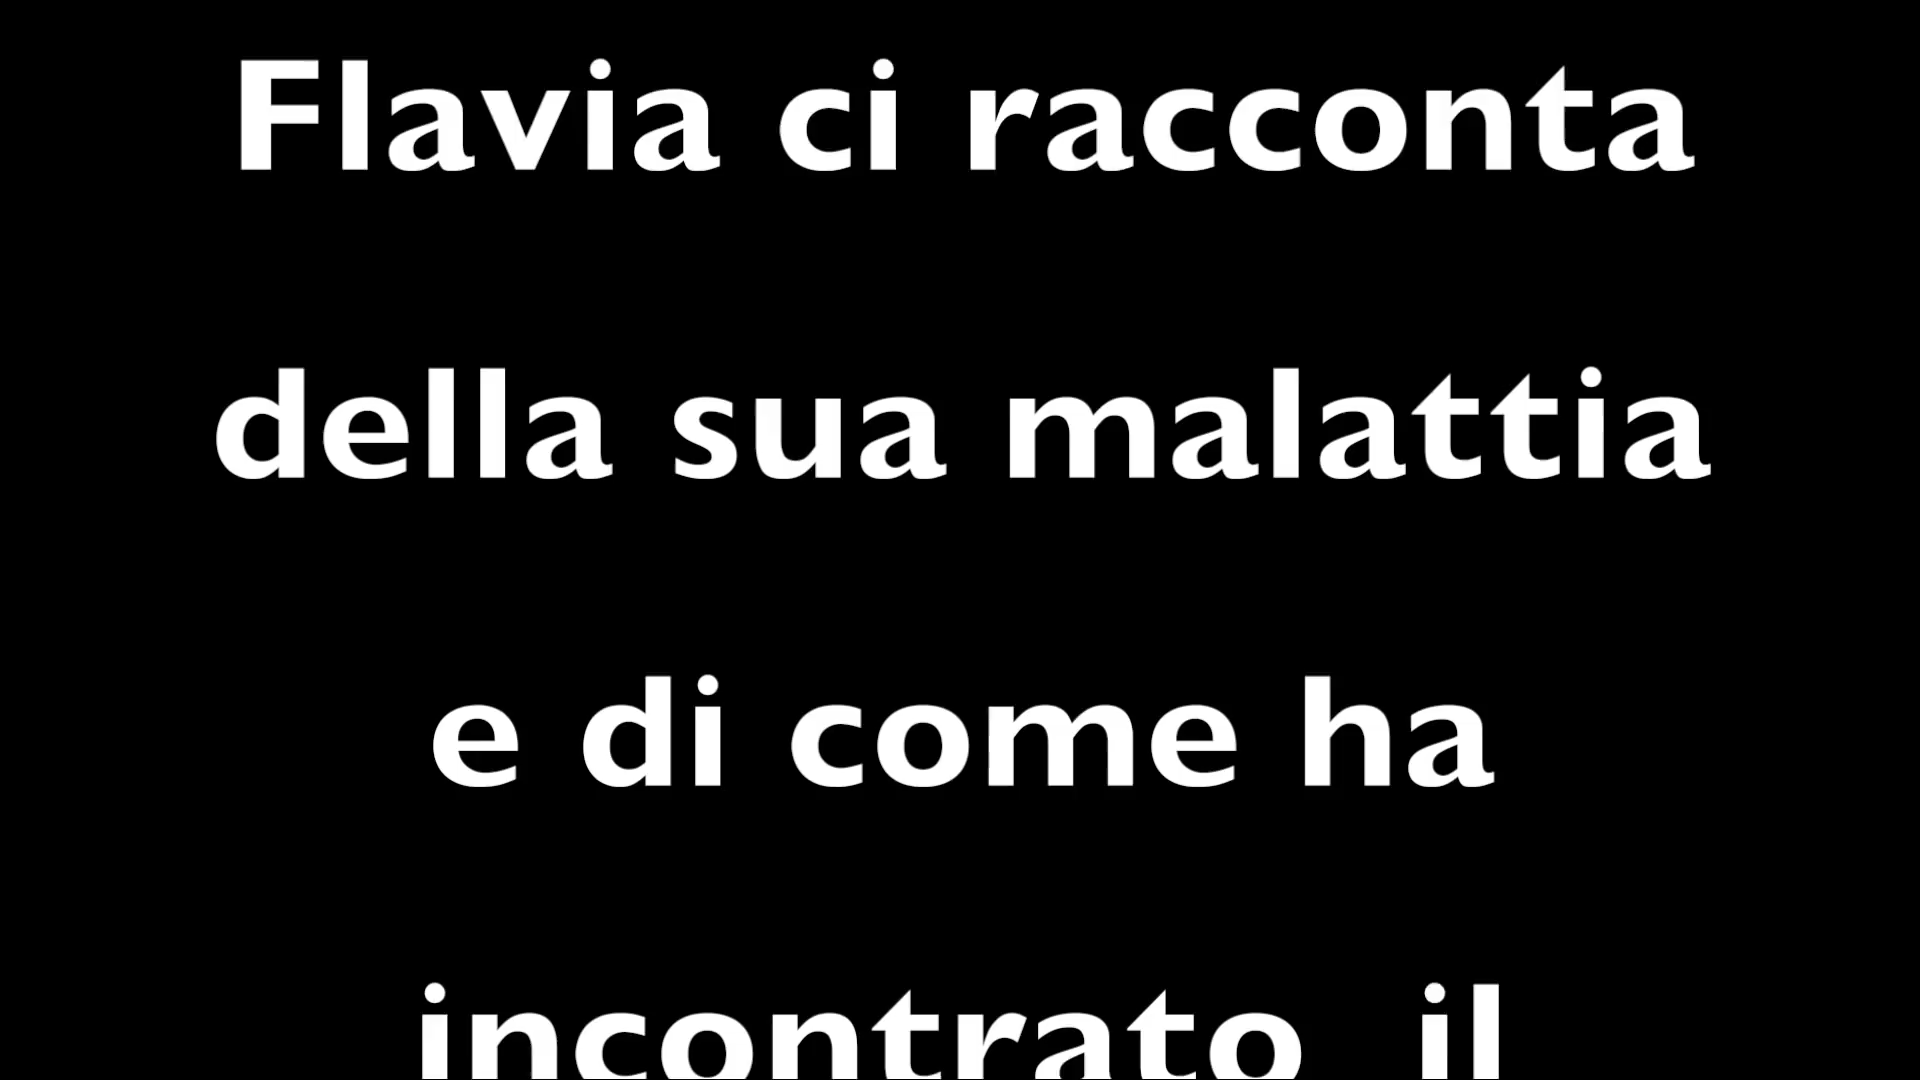 Flavia ci racconta
della sua malattia
e di come ha
incontrato il